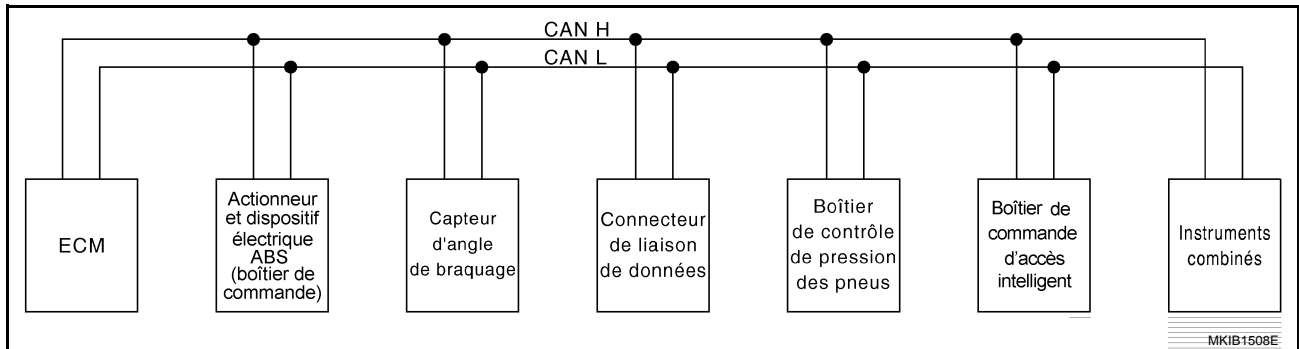 CAN H
CAN L
ECM
Actionneur
et dispositif
électrique
ABS
(boîtier de
commande)
Capteur
d'angle
de braquage
Connecteur
de liaison
de données
Boîtier
de contrôle
de pression
des pneus
Boîtier de
commande
d'accès
intelligent
Instruments
combinés
MKIB1508E